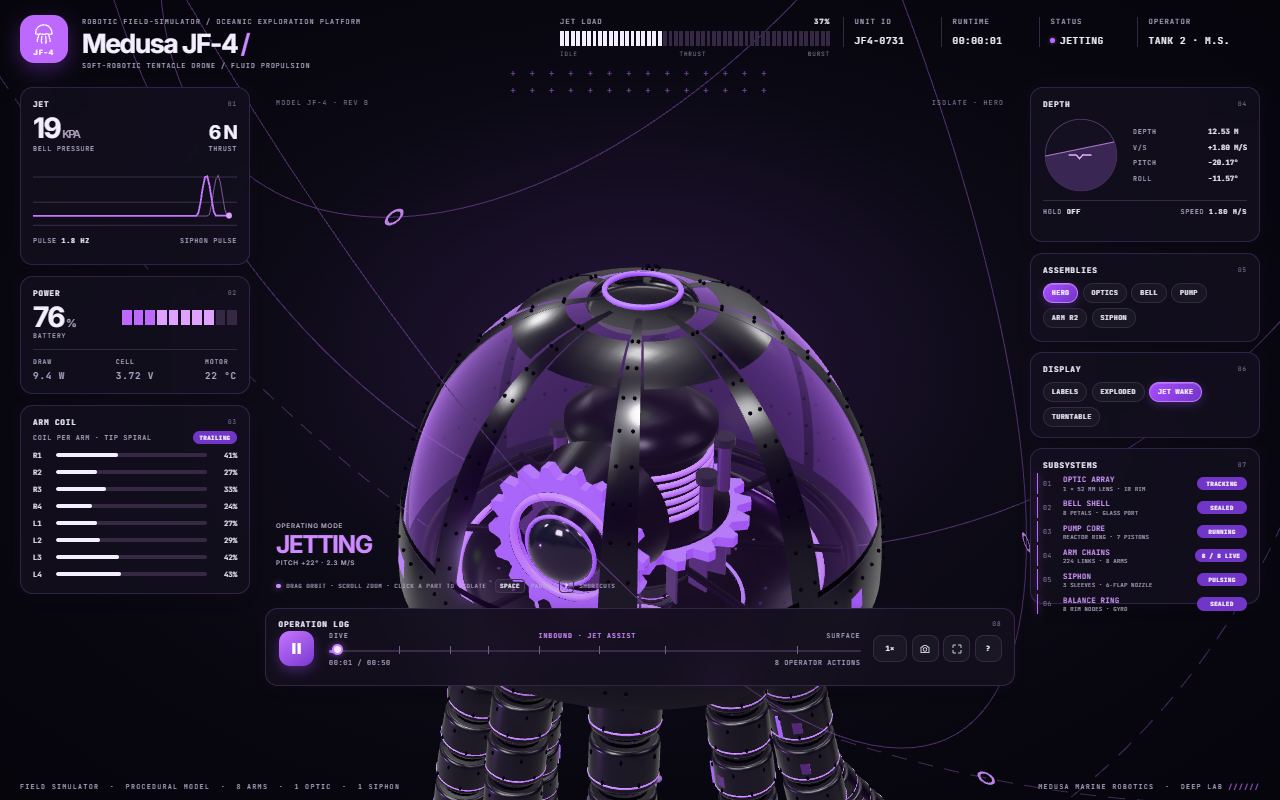 JF-4
ROBOTIC FIELD-SIMULATOR / OCEANIC EXPLORATION PLATFORM
Medusa JF-4/
SOFT-ROBOTIC TENTACLE DRONE / FLUID PROPULSION
JET LOAD 37%
IDLE THRUST BURST
UNIT ID
JF4-0731
RUNTIME
00:00:01
STATUS
JETTING
OPERATOR
TANK 2 · M.S.
MODEL JF-4 · REV B
ISOLATE · HERO
JET 01
19 KPA 6 N
BELL PRESSURE THRUST
PULSE 1.8 HZ SIPHON PULSE
POWER 02
76%
BATTERY
DRAW CELL MOTOR
9.4 W 3.72 V 22 °C
ARM COIL 03
COIL PER ARM · TIP SPIRAL TRAILING
R1 41%
R2 27%
R3 33%
R4 24%
L1 27%
L2 29%
L3 42%
L4 43%
OPERATING MODE
JETTING
PITCH +22° · 2.3 M/S
DRAG ORBIT · SCROLL ZOOM · CLICK A PART TO ISOLATE SPACE ? SHORTCUTS
DEPTH 04
DEPTH 12.53 M
V/S +1.80 M/S
PITCH -20.17°
ROLL -11.57°
HOLD OFF SPEED 1.80 M/S
ASSEMBLIES 05
HERO OPTICS BELL PUMP
ARM R2 SIPHON
DISPLAY 06
LABELS EXPLODED JET WAKE
TURNTABLE
SUBSYSTEMS 07
01 OPTIC ARRAY TRACKING
1 × 52 MM LENS · IR RIM
02 BELL SHELL SEALED
8 PETALS · GLASS PORT
03 PUMP CORE RUNNING
REACTOR RING · 7 PISTONS
04 ARM CHAINS 8 / 8 LIVE
224 LINKS · 8 ARMS
05 SIPHON PULSING
3 SLEEVES · 6-FLAP NOZZLE
06 BALANCE RING SEALED
8 RIM NODES · GYRO
OPERATION LOG 08
DIVE INBOUND · JET ASSIST SURFACE
00:01 / 00:50 8 OPERATOR ACTIONS
1× ?
FIELD SIMULATOR · PROCEDURAL MODEL · 8 ARMS · 1 OPTIC · 1 SIPHON
MEDUSA MARINE ROBOTICS · DEEP LAB //////